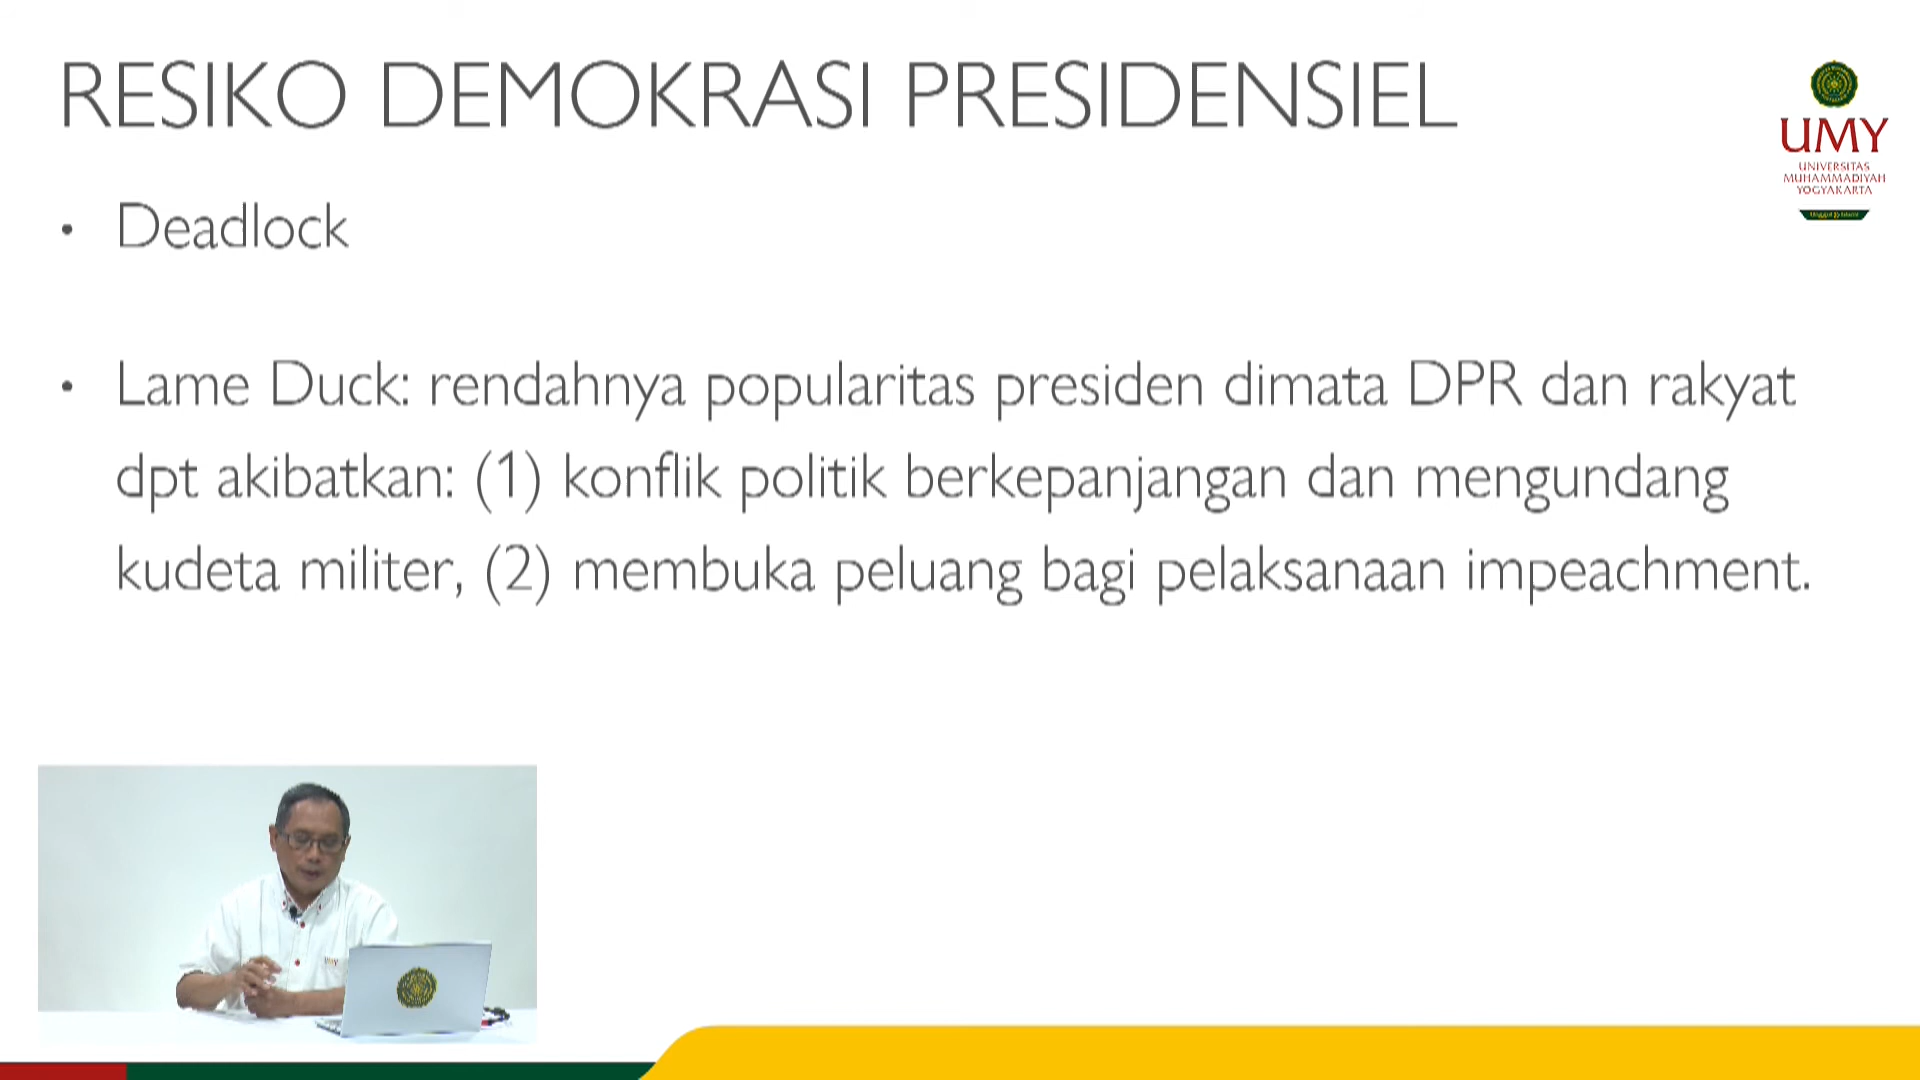 RESIKO DEMOKRASI PRESIDENSIEL
UMY
UNIVERSITAS
MUHAMMADIYAH
YOGYAKARTA
• Deadlock
• Lame Duck: rendahnya popularitas presiden dimata DPR dan rakyat
dpt akibatkan: (1) konflik politik berkepanjangan dan mengundang
kudeta militer, (2) membuka peluang bagi pelaksanaan impeachment.